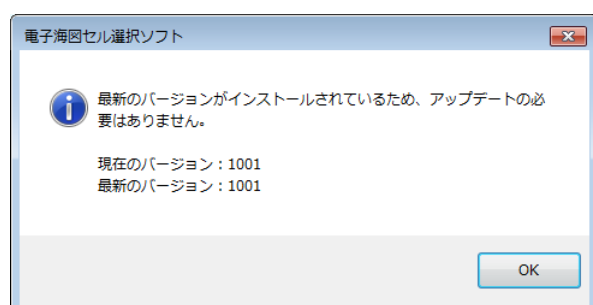 電子海図セル選択ソフト
最新のバージョンがインストールされているため、アップデートの必
要はありません。
現在のバージョン：1001
最新のバージョン：1001
OK